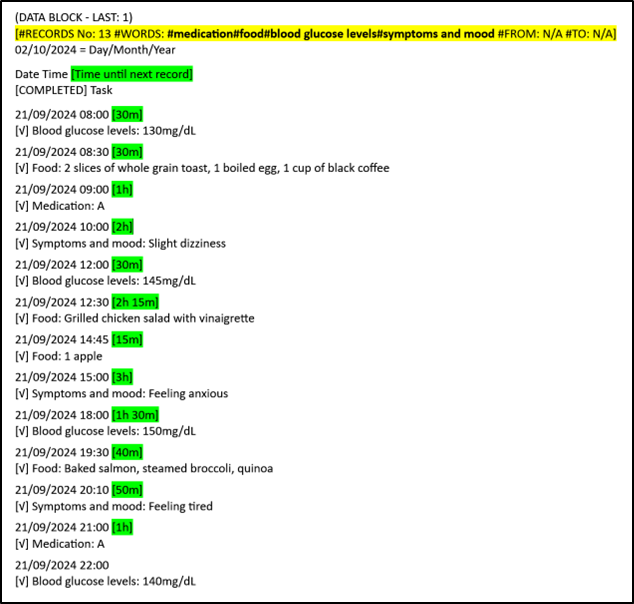 (DATA BLOCK - LAST: 1)
[#RECORDS No: 13 #WORDS: #medication#food#blood glucose levels#symptoms and mood #FROM: N/A #TO: N/A]
02/10/2024 = Day/Month/Year
Date Time [Time until next record]
[COMPLETED] Task
21/09/2024 08:00 [30m]
[√] Blood glucose levels: 130mg/dL
21/09/2024 08:30 [30m]
[√] Food: 2 slices of whole grain toast, 1 boiled egg, 1 cup of black coffee
21/09/2024 09:00 [1h]
[√] Medication: A
21/09/2024 10:00 [2h]
[√] Symptoms and mood: Slight dizziness
21/09/2024 12:00 [30m]
[√] Blood glucose levels: 145mg/dL
21/09/2024 12:30 [2h 15m]
[√] Food: Grilled chicken salad with vinaigrette
21/09/2024 14:45 [15m]
[√] Food: 1 apple
21/09/2024 15:00 [3h]
[√] Symptoms and mood: Feeling anxious
21/09/2024 18:00 [1h 30m]
[√] Blood glucose levels: 150mg/dL
21/09/2024 19:30 [40m]
[√] Food: Baked salmon, steamed broccoli, quinoa
21/09/2024 20:10 [50m]
[√] Symptoms and mood: Feeling tired
21/09/2024 21:00 [1h]
[√] Medication: A
21/09/2024 22:00
[√] Blood glucose levels: 140mg/dL